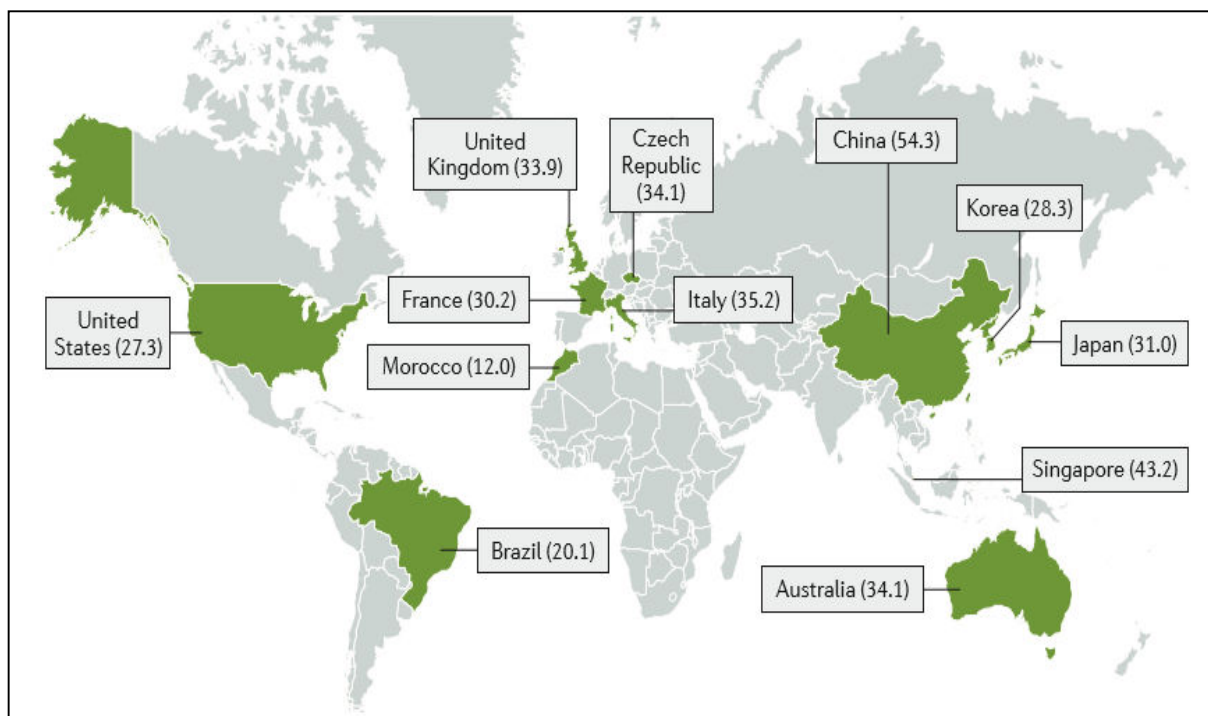 United
Kingdom (33.9)
Czech
Republic
(34.1)
China (54.3)
Korea (28.3)
France (30.2)
Italy (35.2)
United
States (27.3)
Japan (31.0)
Morocco (12.0)
Singapore (43.2)
Brazil (20.1)
Australia (34.1)